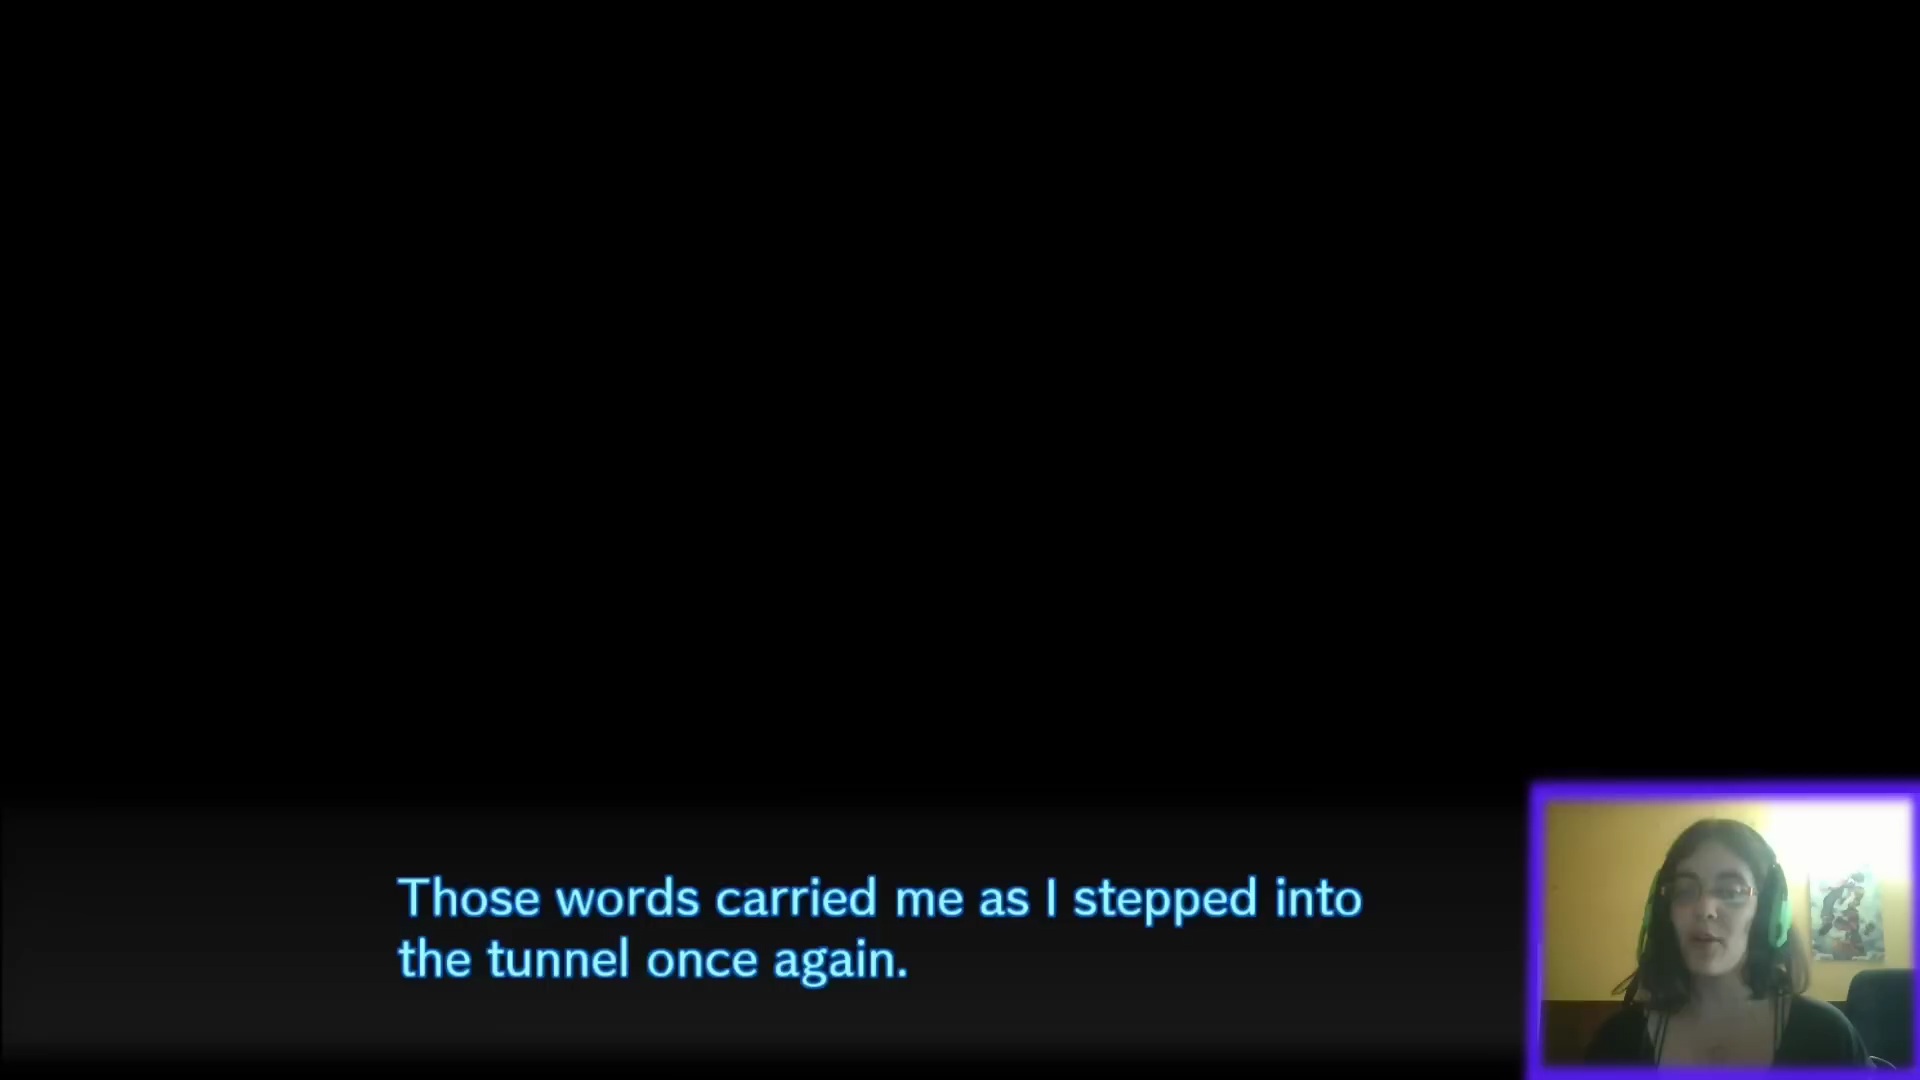 Those words carried me as I stepped into
the tunnel once again.